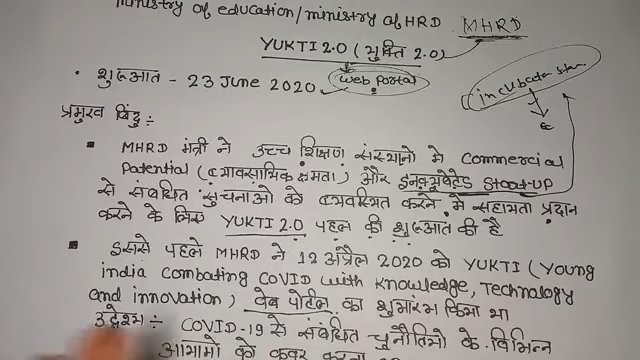 ministry of education/ministry of HRD MHRD
YUKTI 2.0 (युक्ति 2.0)
• शुरूआत - 23 June 2020 web Portal
incubated
प्रमुख बिंदु :-
▪ MHRD मंत्री ने उच्च शिक्षण संस्थानो मे commercial
Potential (व्यावसायिक क्षमता) और इनक्यूबेटेड Start-UP
से संबंधित सूचनाओ को व्यवस्थित करने मे सहायता प्रदान
करने के लिए YUKTI 2.0 पहल की शुरूआत की है
▪ इससे पहले MHRD ने 12 अप्रैल 2020 को YUKTI (Young
india Combating COVID with Knowledge, Technology
and innovation) वेब पोर्टल का शुभारंभ किया था
उद्देश्य :- COVID-19 से संबंधित चुनौतियो के विभिन्न
आयामो को कवर करना